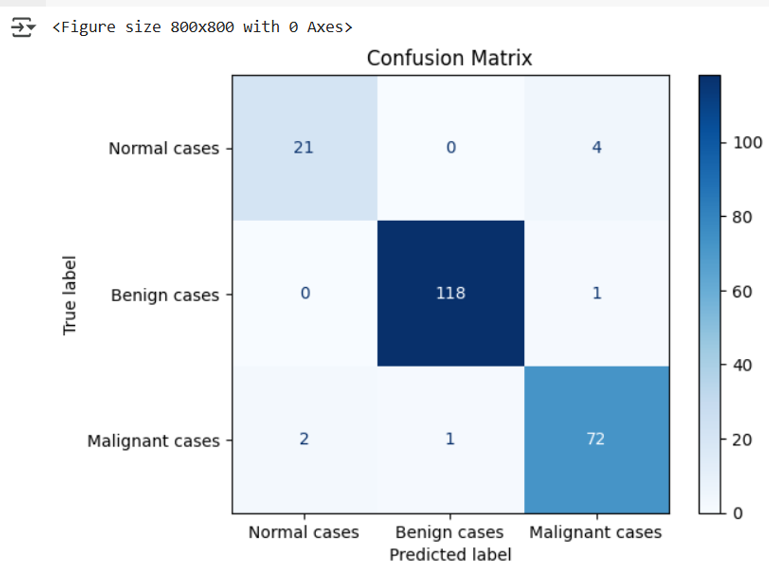 <Figure size 800x800 with 0 Axes>
Confusion Matrix
Normal cases 21 0 4
Benign cases 0 118 1
Malignant cases 2 1 72
True label
Normal cases Benign cases Malignant cases
Predicted label
100
80
60
40
20
0